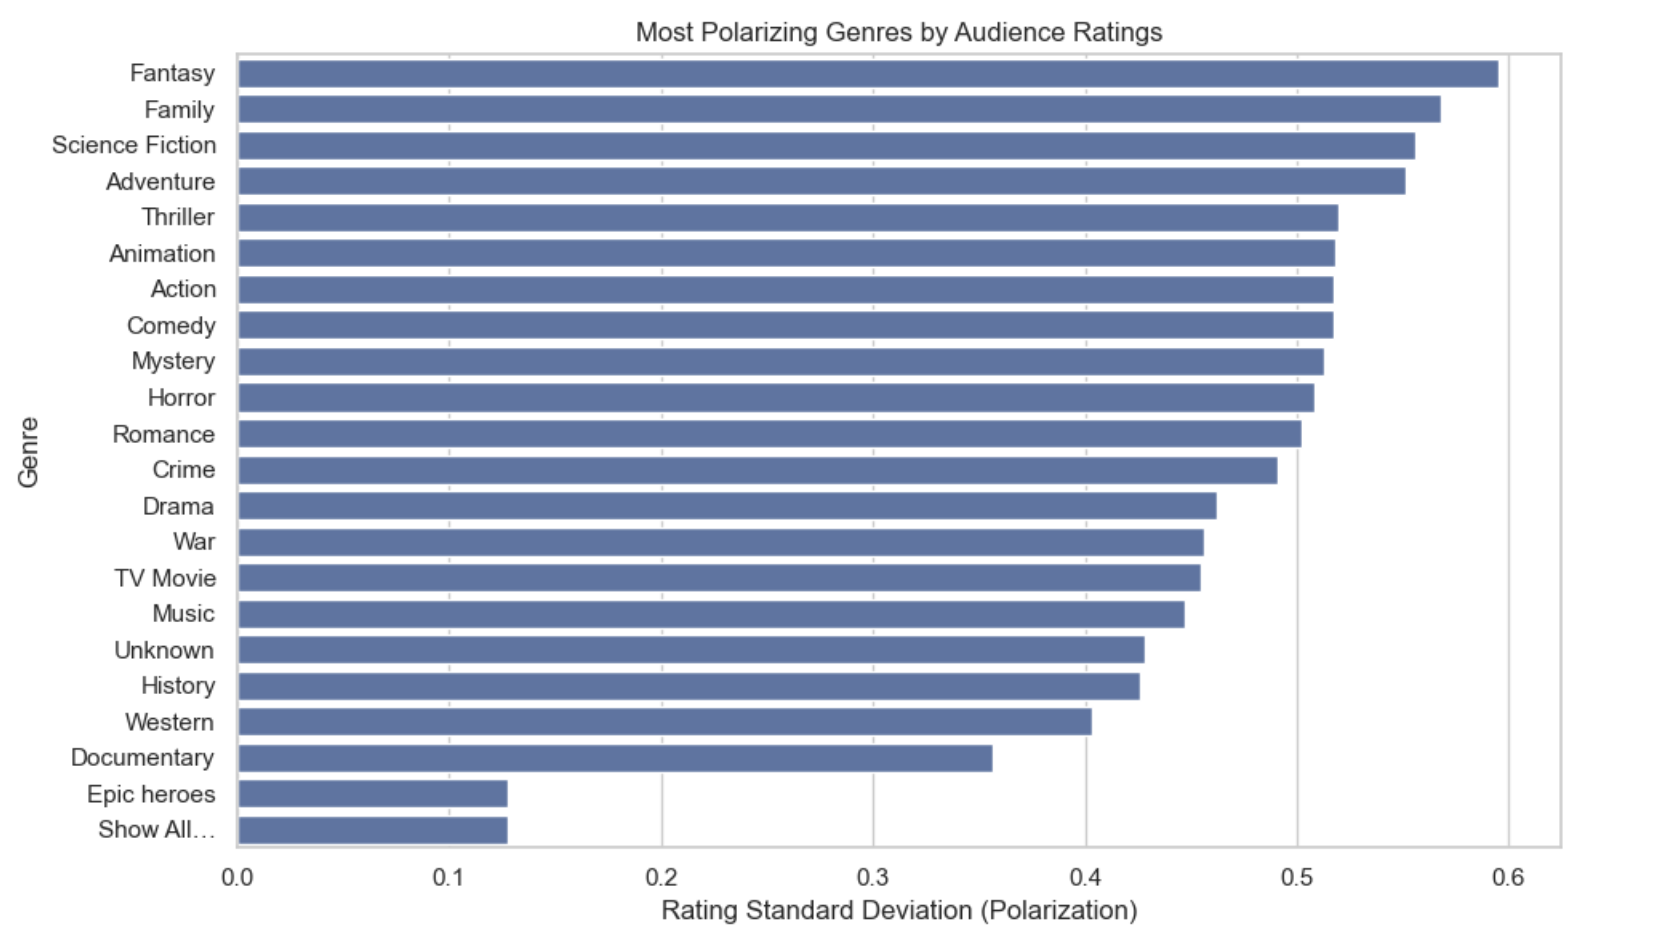 Most Polarizing Genres by Audience Ratings
Genre
Fantasy
Family
Science Fiction
Adventure
Thriller
Animation
Action
Comedy
Mystery
Horror
Romance
Crime
Drama
War
TV Movie
Music
Unknown
History
Western
Documentary
Epic heroes
Show All…
0.0 0.1 0.2 0.3 0.4 0.5 0.6
Rating Standard Deviation (Polarization)